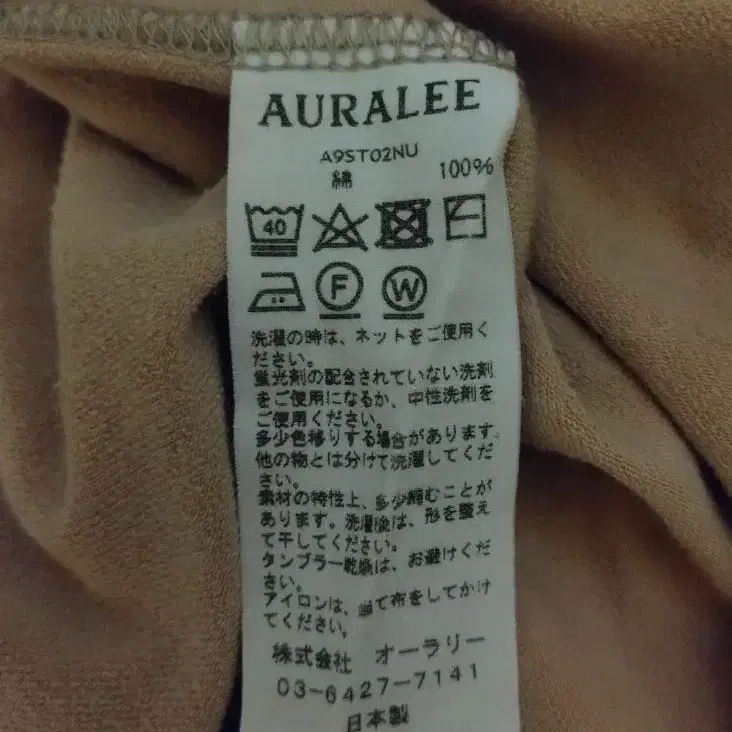 AURALEE
A9ST02NU
綿 100%
40
F W
洗濯の時は、ネットをご使用く
ださい。
蛍光剤の配合されていない洗剤
をご使用になるか、中性洗剤を
ご使用ください。
多少色移りする場合があります。
他の物とは分けて洗濯してくだ
さい。
素材の特性上、多少縮むことが
あります。洗濯後は、形を整え
て干してください。
タンブラー乾燥は、お避けくだ
さい。
アイロンは、当て布をしてかけ
てください。
株式会社 オーラリー
03-6427-7141
日本製